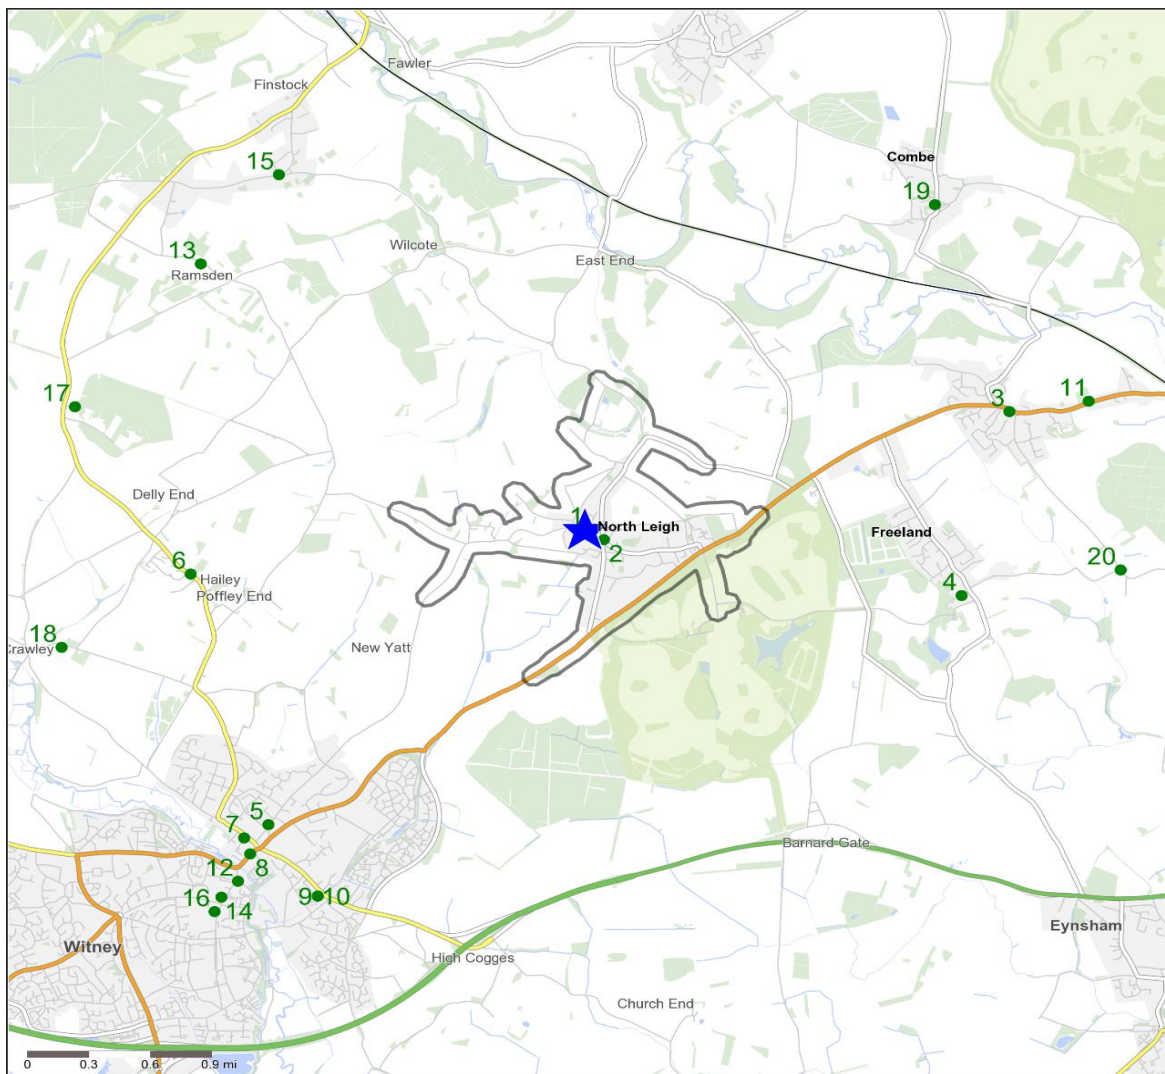 Fawler
Finstock
Combe
15
19
13
Wilcote
East End
Ramsden
17
3
11
Delly End
1
North Leigh
2
Freeland
6
Hailey
Poffley End
20
4
18
Crawley
New Yatt
5
7
8
Barnard Gate
12
16
14
9
10
Witney
Eynsham
High Cogges
Church End
0
0.3
0.6
0.9 mi